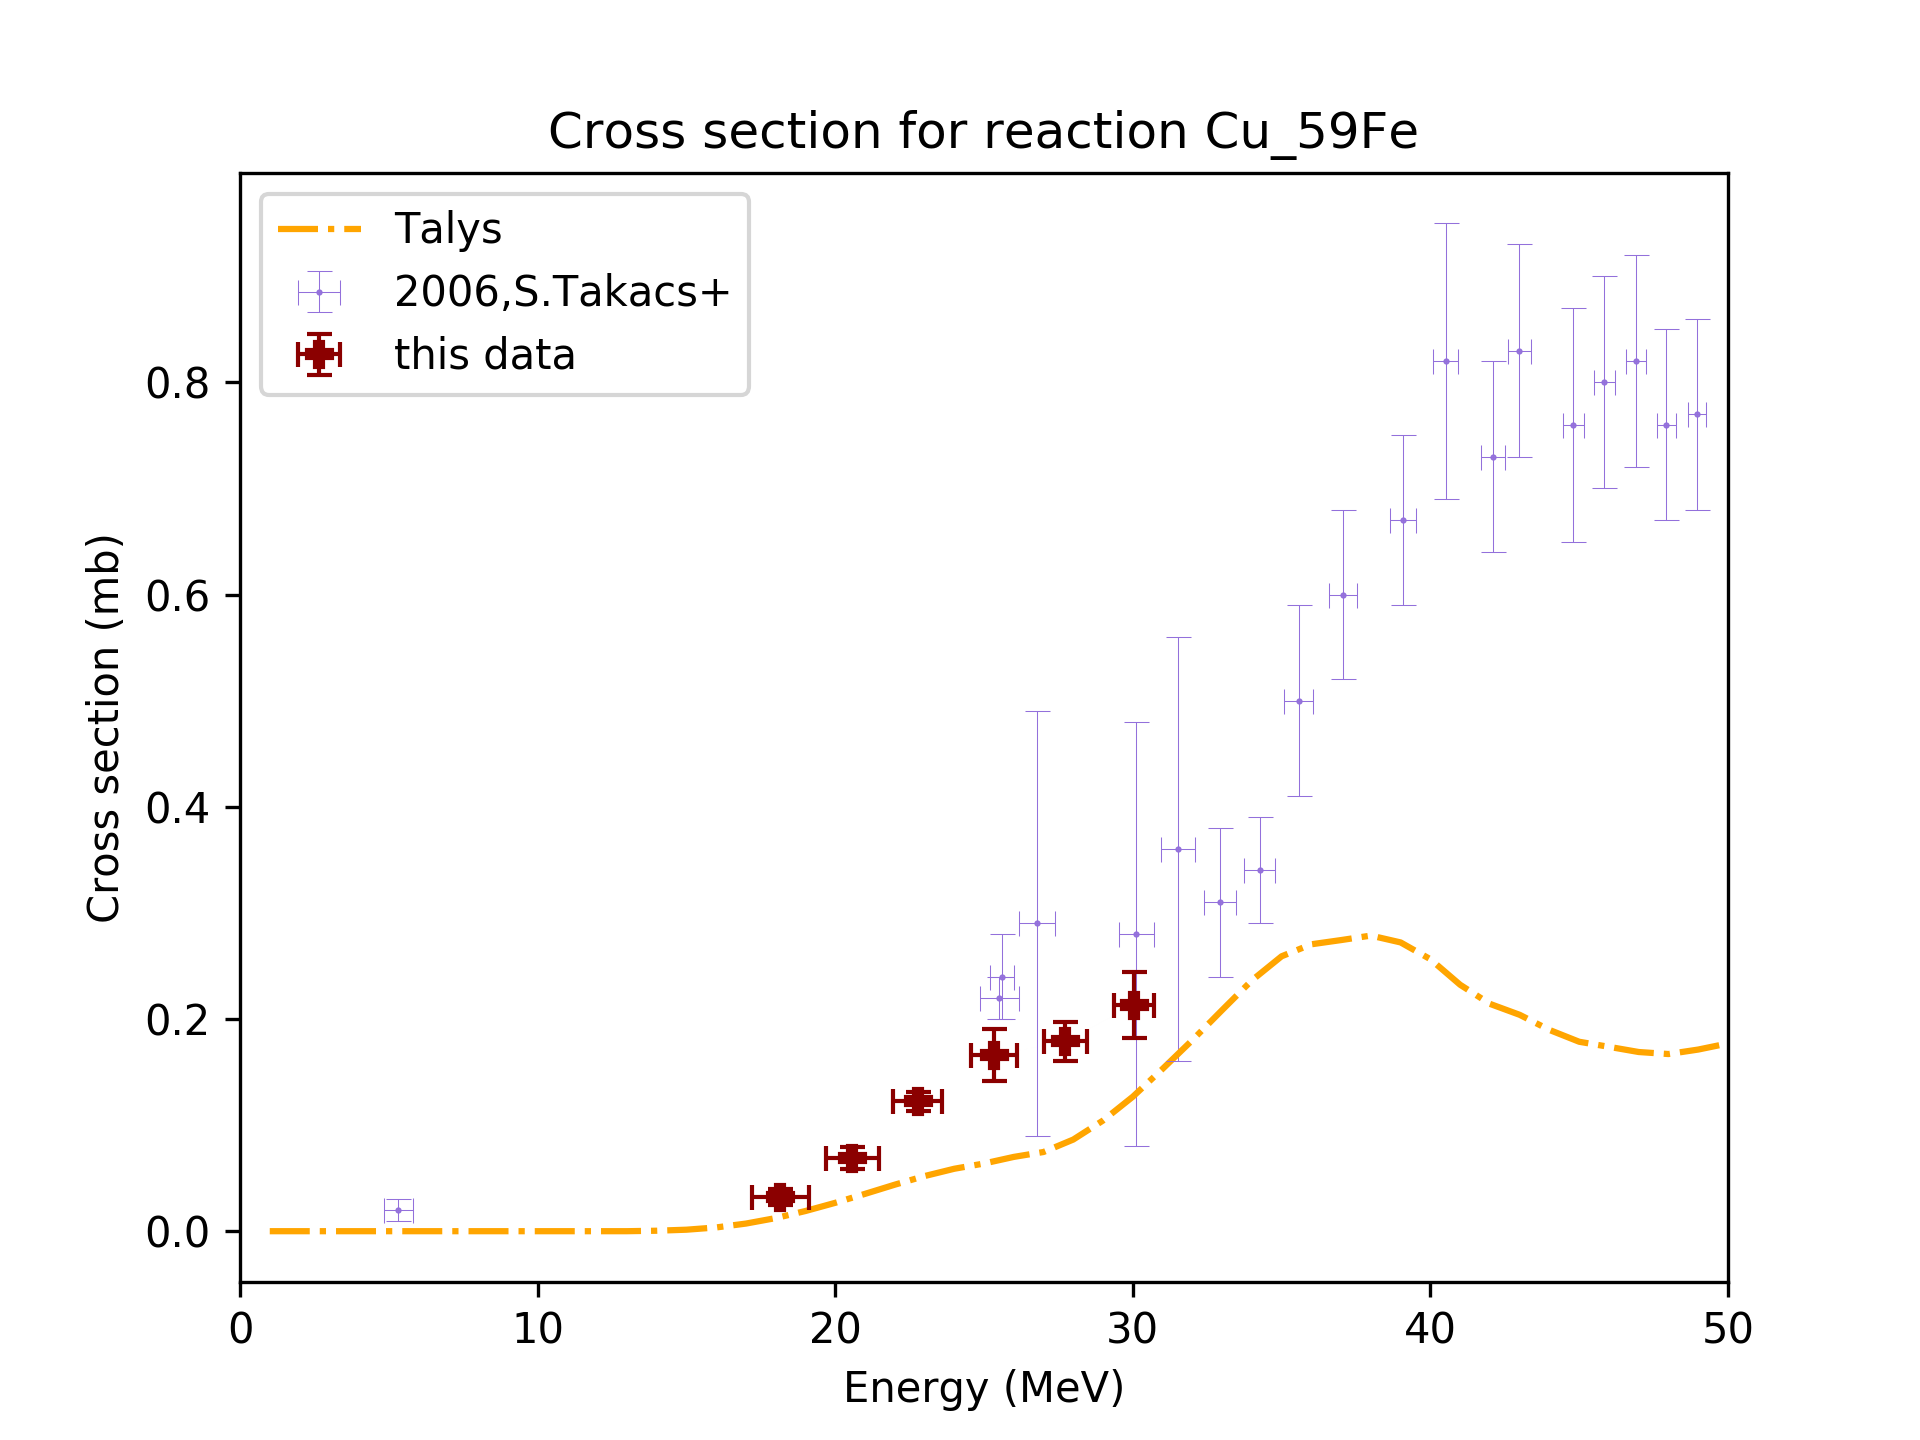 Cross section for reaction Cu_59Fe
Talys
2006,S.Takacs+
this data
Cross section (mb)
0.8
0.6
0.4
0.2
0.0
0 10 20 30 40 50
Energy (MeV)